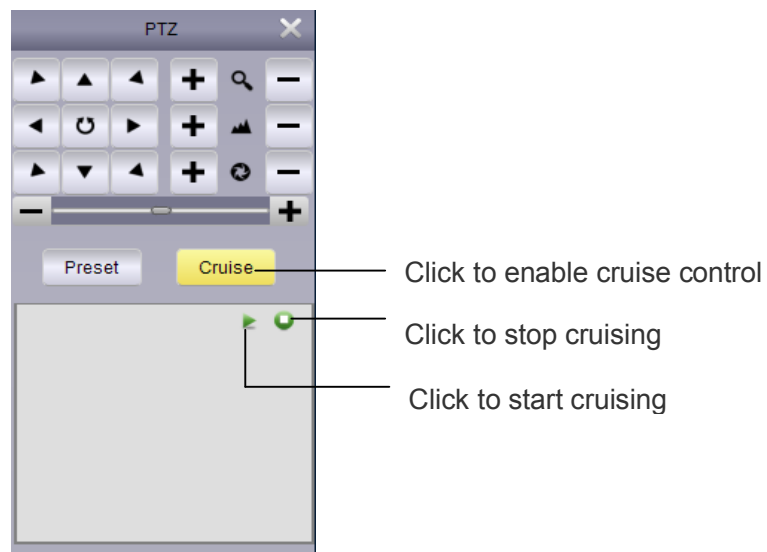 PTZ
Preset
Cruise
Click to enable cruise control
Click to stop cruising
Click to start cruising